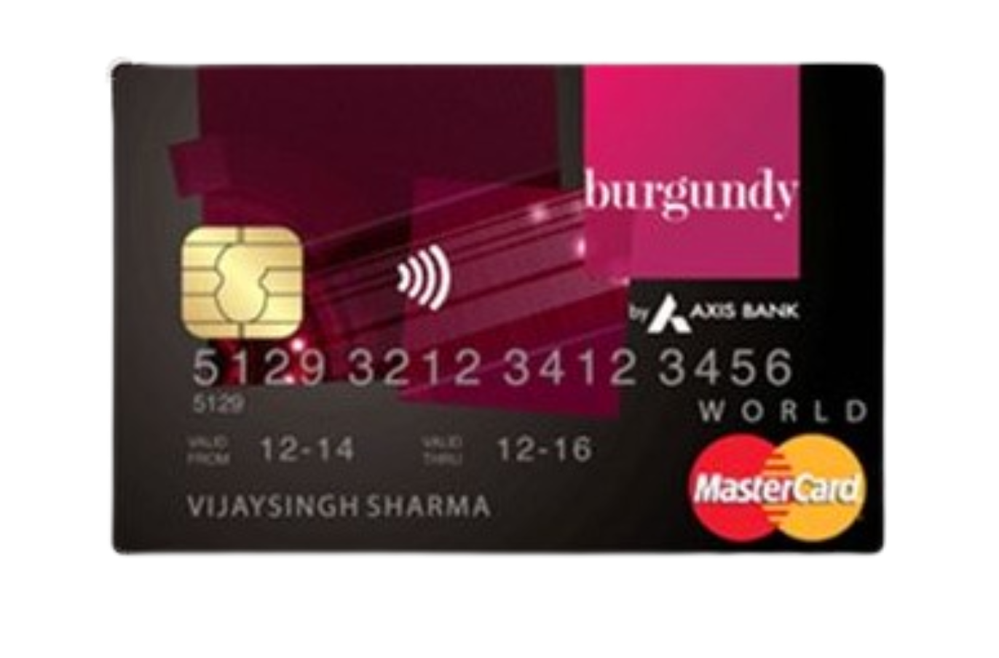 burgundy
by AXIS BANK
5129 3212 3412 3456
5129
WORLD
VALID FROM 12-14 VALID THRU 12-16
VIJAYSINGH SHARMA
MasterCard